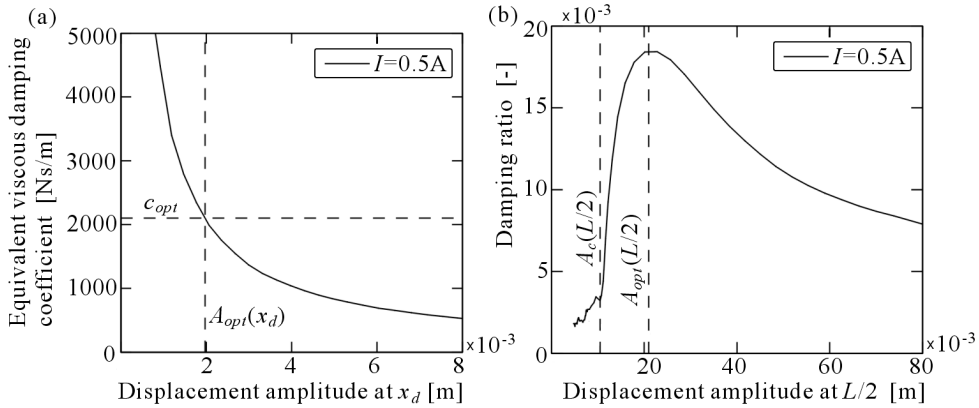 (a)
Equivalent viscous damping
coefficient [Ns/m]
5000
4000
3000
2000
1000
0
I=0.5A
c_opt
A_opt(x_d)
0 2 4 6 8
×10⁻³
Displacement amplitude at x_d [m]
(b)
×10⁻³
Damping ratio [-]
20
15
10
5
0
I=0.5A
A_c(L/2)
A_opt(L/2)
0 20 40 60 80
×10⁻³
Displacement amplitude at L/2 [m]